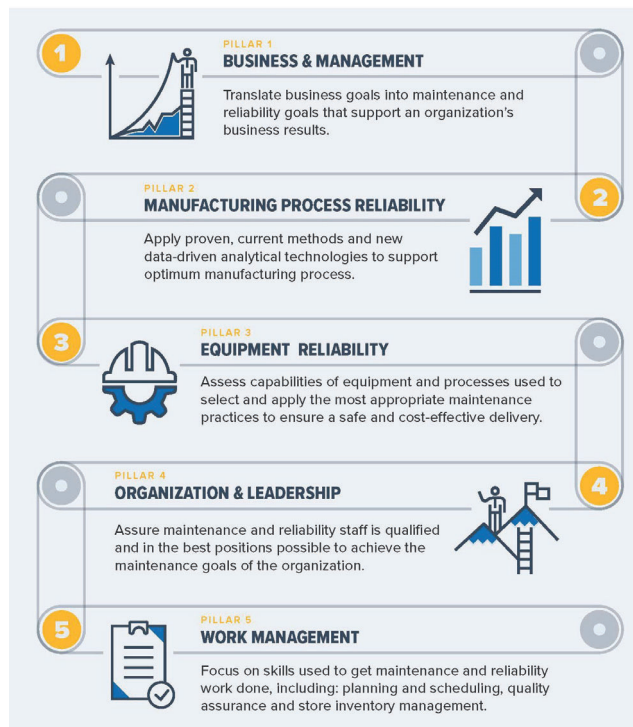 1
PILLAR 1
BUSINESS & MANAGEMENT
Translate business goals into maintenance and
reliability goals that support an organization's
business results.
PILLAR 2
MANUFACTURING PROCESS RELIABILITY
2
Apply proven, current methods and new
data-driven analytical technologies to support
optimum manufacturing process.
3
PILLAR 3
EQUIPMENT RELIABILITY
Assess capabilities of equipment and processes used to
select and apply the most appropriate maintenance
practices to ensure a safe and cost-effective delivery.
PILLAR 4
ORGANIZATION & LEADERSHIP
4
Assure maintenance and reliability staff is qualified
and in the best positions possible to achieve the
maintenance goals of the organization.
5
PILLAR 5
WORK MANAGEMENT
Focus on skills used to get maintenance and reliability
work done, including: planning and scheduling, quality
assurance and store inventory management.